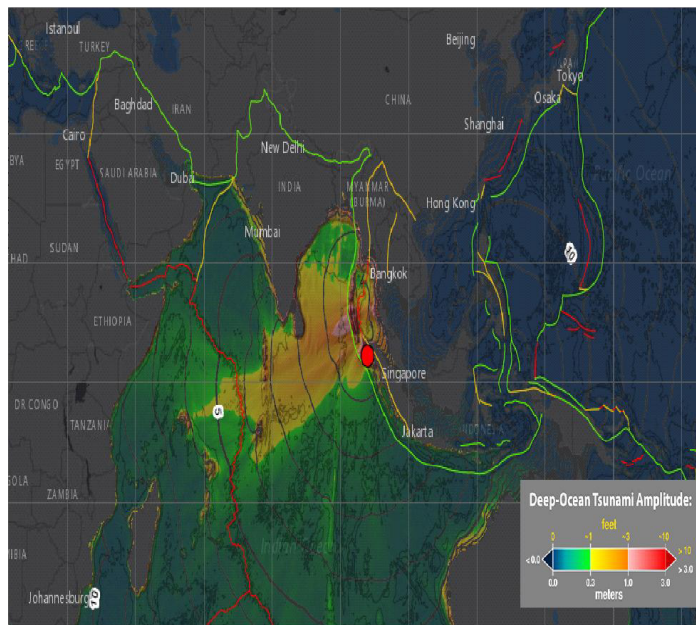 Istanbul
TURKEY
Beijing
Tokyo
Osaka
Baghdad
IRAN
CHINA
Shanghai
Cairo
New Delhi
EGYPT
SAUDI ARABIA
Dubai
INDIA
MYANMAR
(BURMA)
Pacific Ocean
Hong Kong
Mumbai
SUDAN
10
Bangkok
ETHIOPIA
Singapore
5
DR CONGO
TANZANIA
Jakarta
ZAMBIA
Johannesburg
10
Deep-Ocean Tsunami Amplitude:
feet
0
~1
~3
~10
> 10
< 0.0
> 3.0
0.0
0.3
1.0
3.0
meters